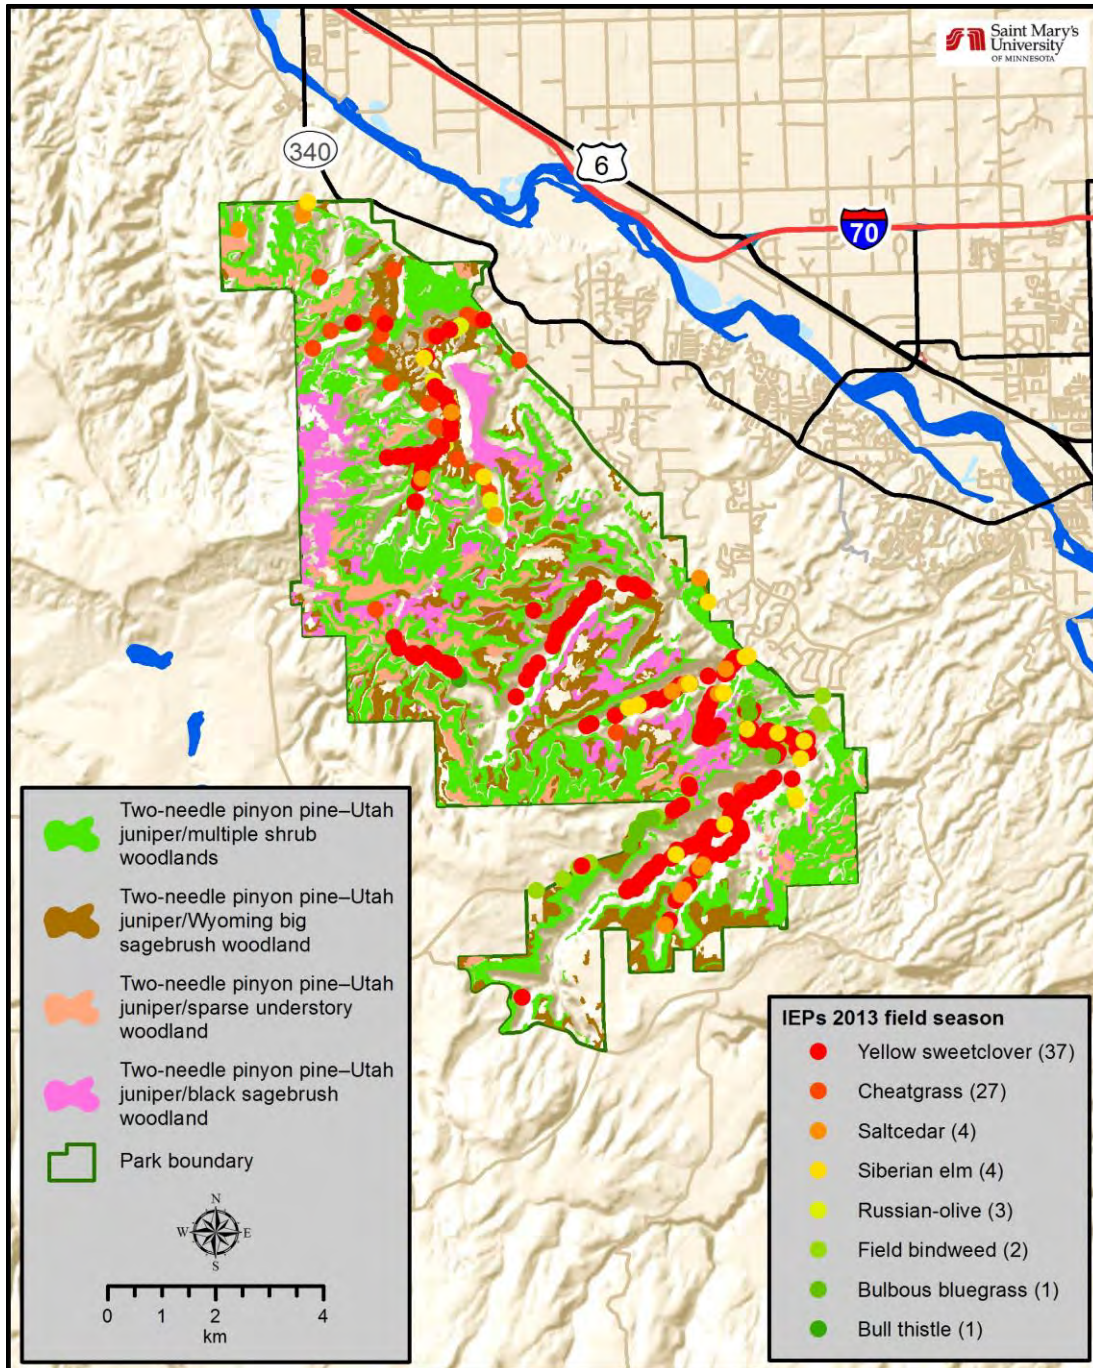 Saint Mary's
University
OF MINNESOTA
340
6
70
Two-needle pinyon pine–Utah
juniper/multiple shrub
woodlands
Two-needle pinyon pine–Utah
juniper/Wyoming big
sagebrush woodland
Two-needle pinyon pine–Utah
juniper/sparse understory
woodland
Two-needle pinyon pine–Utah
juniper/black sagebrush
woodland
Park boundary
N
W E
S
0 1 2 4
km
IEPs 2013 field season
Yellow sweetclover (37)
Cheatgrass (27)
Saltcedar (4)
Siberian elm (4)
Russian-olive (3)
Field bindweed (2)
Bulbous bluegrass (1)
Bull thistle (1)